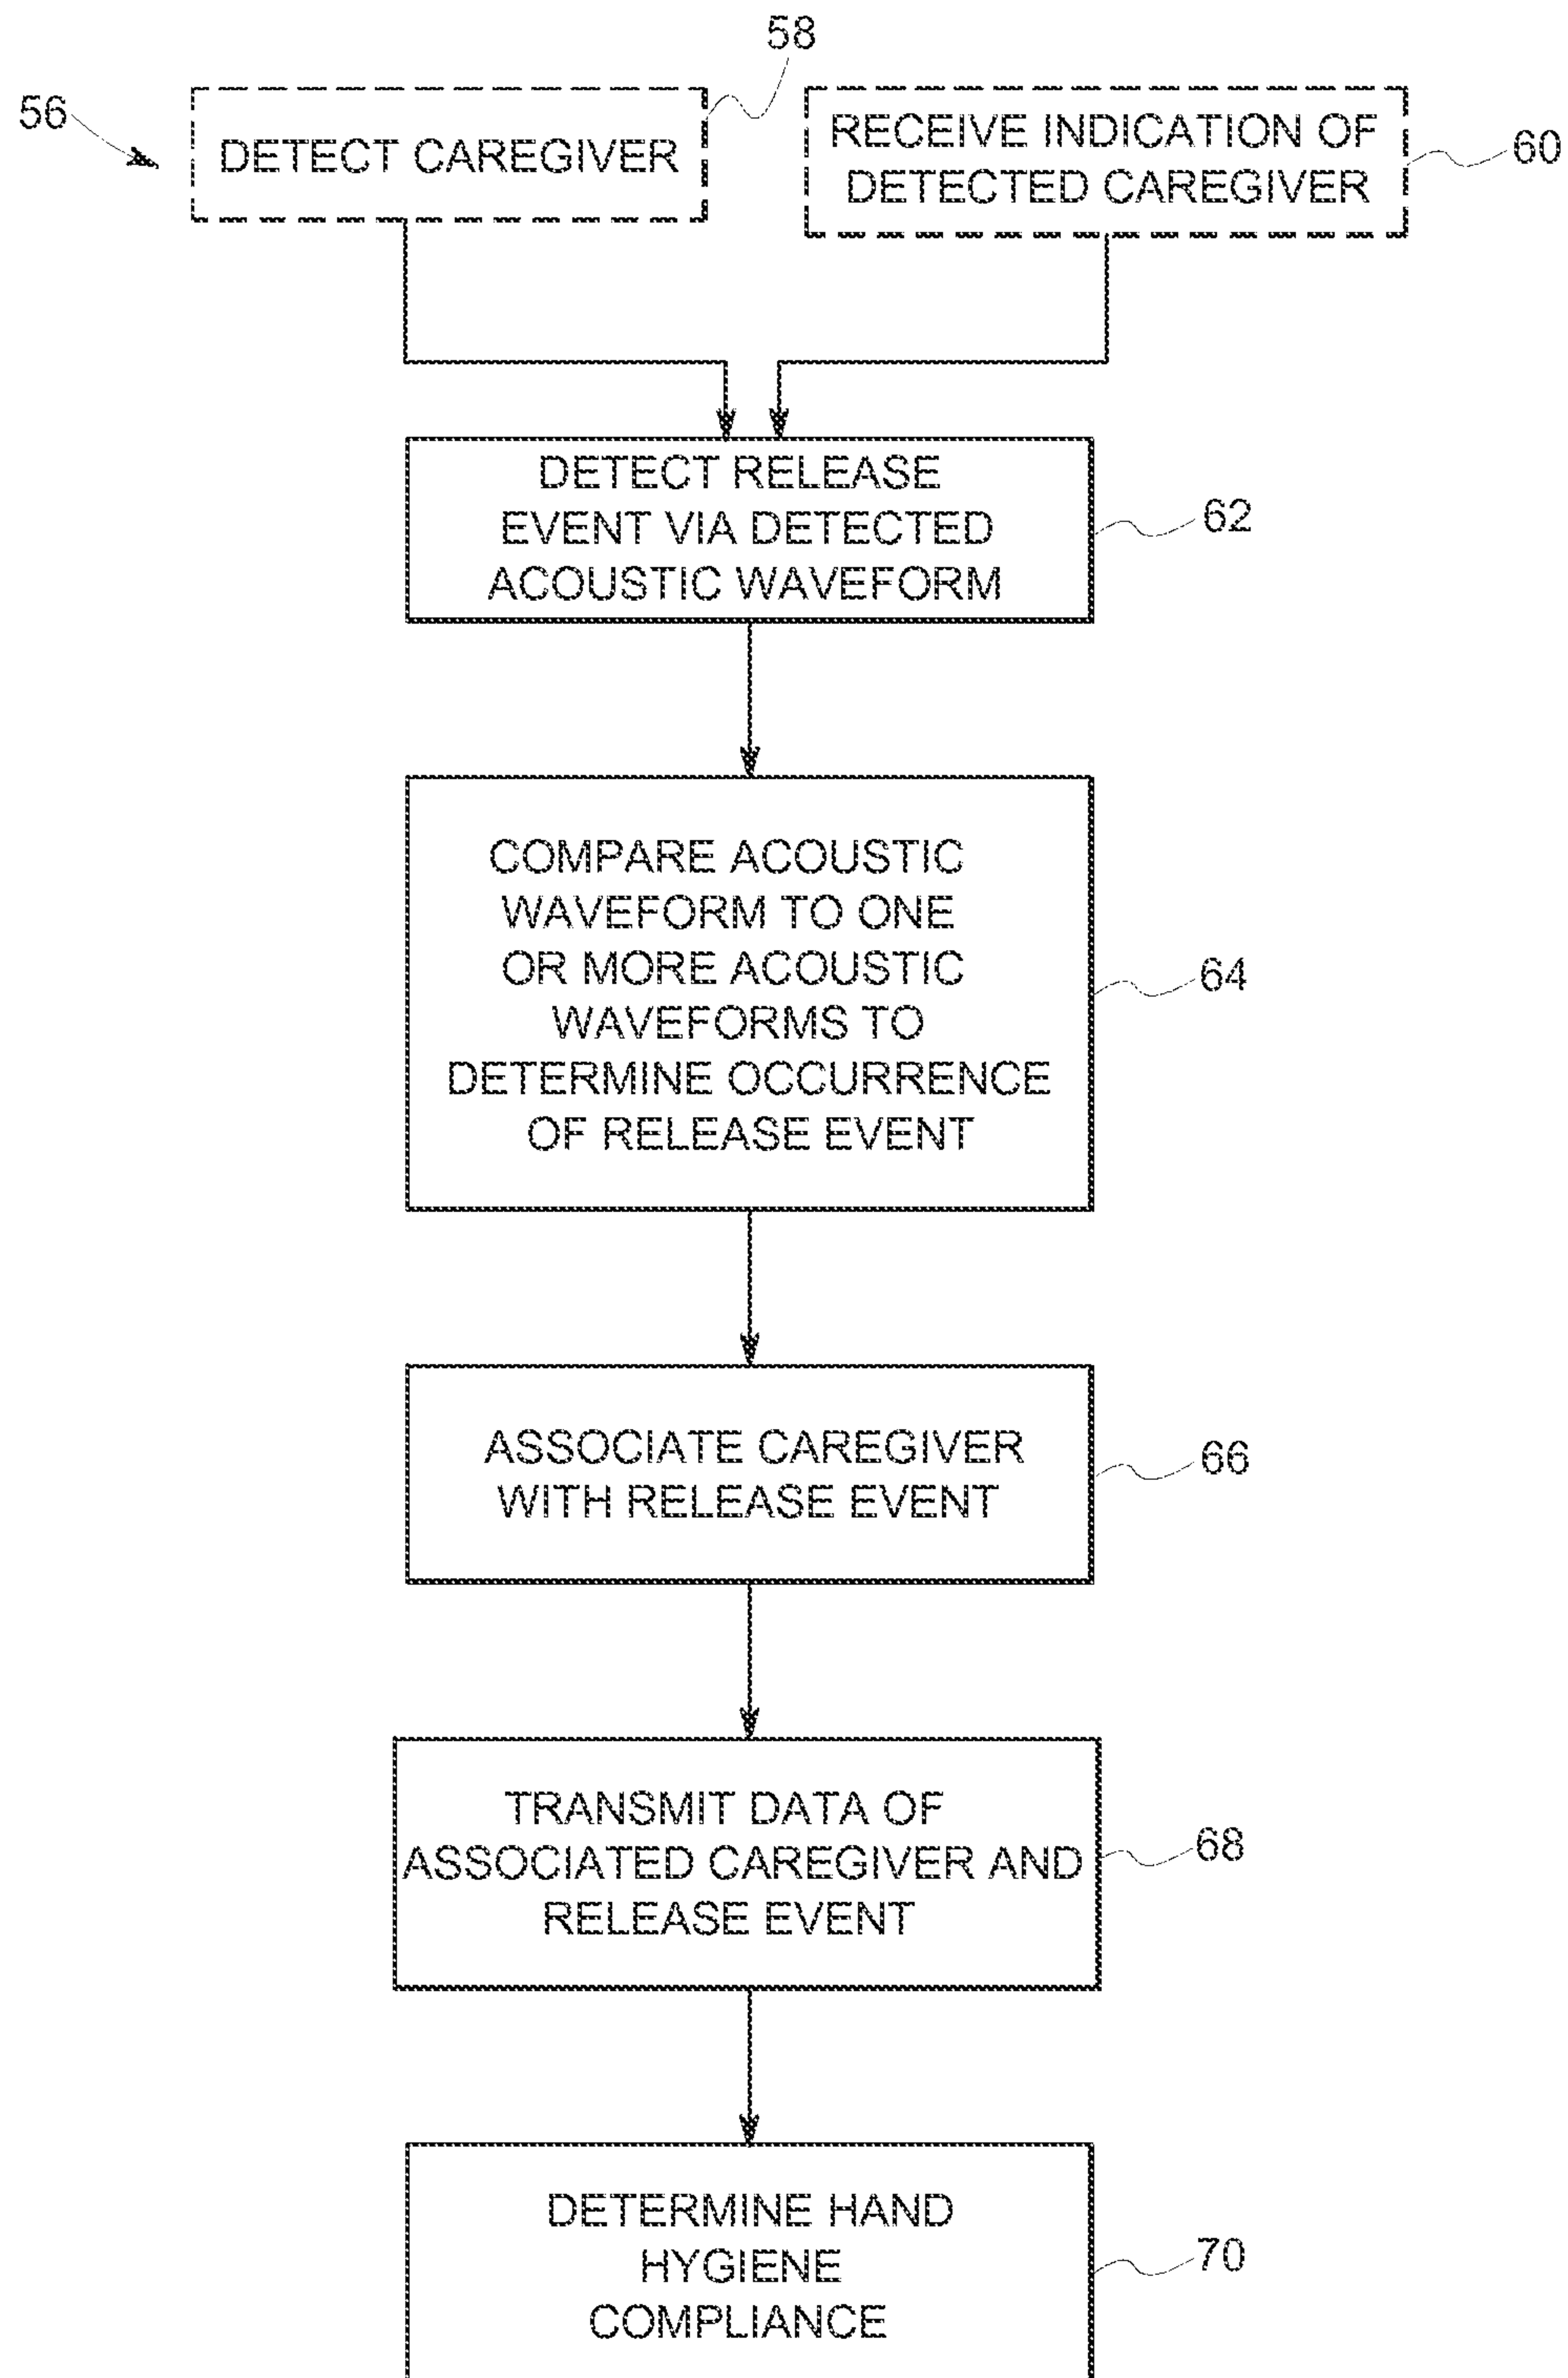 58
56
DETECT CAREGIVER
RECEIVE INDICATION OF
DETECTED CAREGIVER
60
DETECT RELEASE
EVENT VIA DETECTED
ACOUSTIC WAVEFORM
62
COMPARE ACOUSTIC
WAVEFORM TO ONE
OR MORE ACOUSTIC
WAVEFORMS TO
DETERMINE OCCURRENCE
OF RELEASE EVENT
64
ASSOCIATE CAREGIVER
WITH RELEASE EVENT
66
TRANSMIT DATA OF
ASSOCIATED CAREGIVER AND
RELEASE EVENT
68
DETERMINE HAND
HYGIENE
COMPLIANCE
70